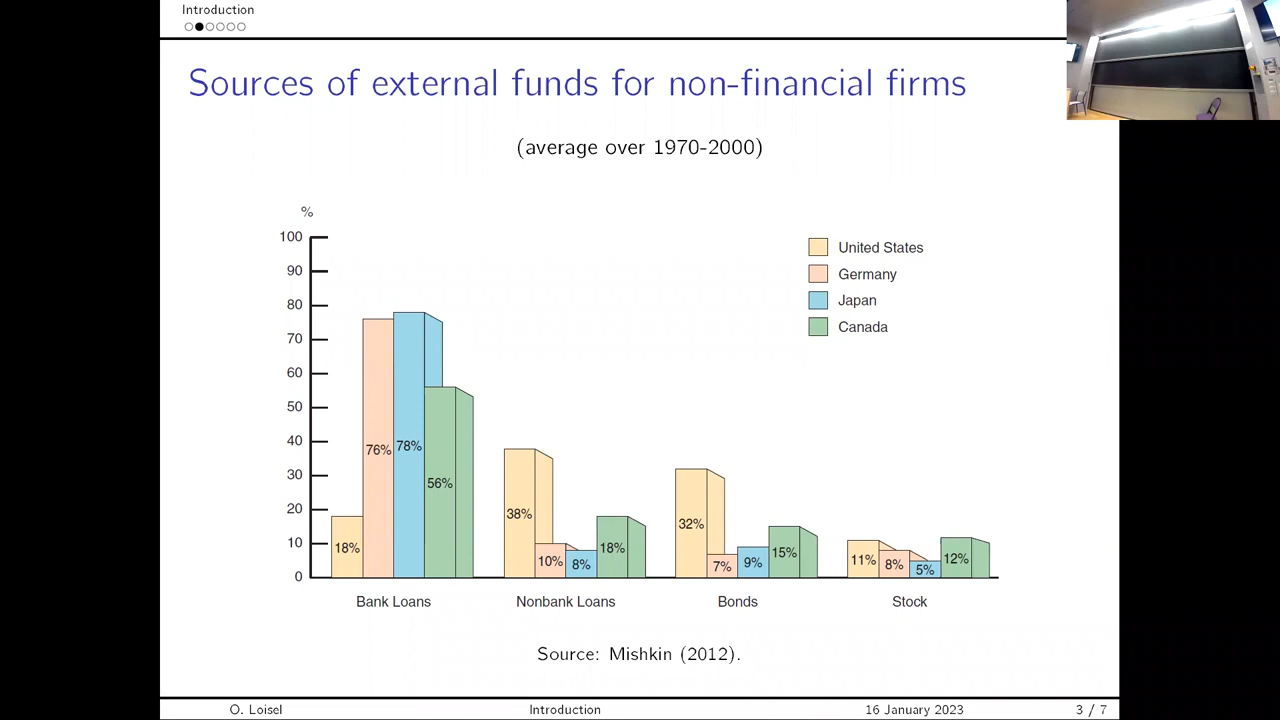 Introduction
Sources of external funds for non-financial firms
(average over 1970-2000)
%
100
90
80
70
60
50
40
30
20
10
0
United States
Germany
Japan
Canada
18%
76%
78%
56%
38%
10%
8%
18%
32%
7%
9%
15%
11%
8%
5%
12%
Bank Loans
Nonbank Loans
Bonds
Stock
Source: Mishkin (2012).
O. Loisel
Introduction
16 January 2023
3 / 7